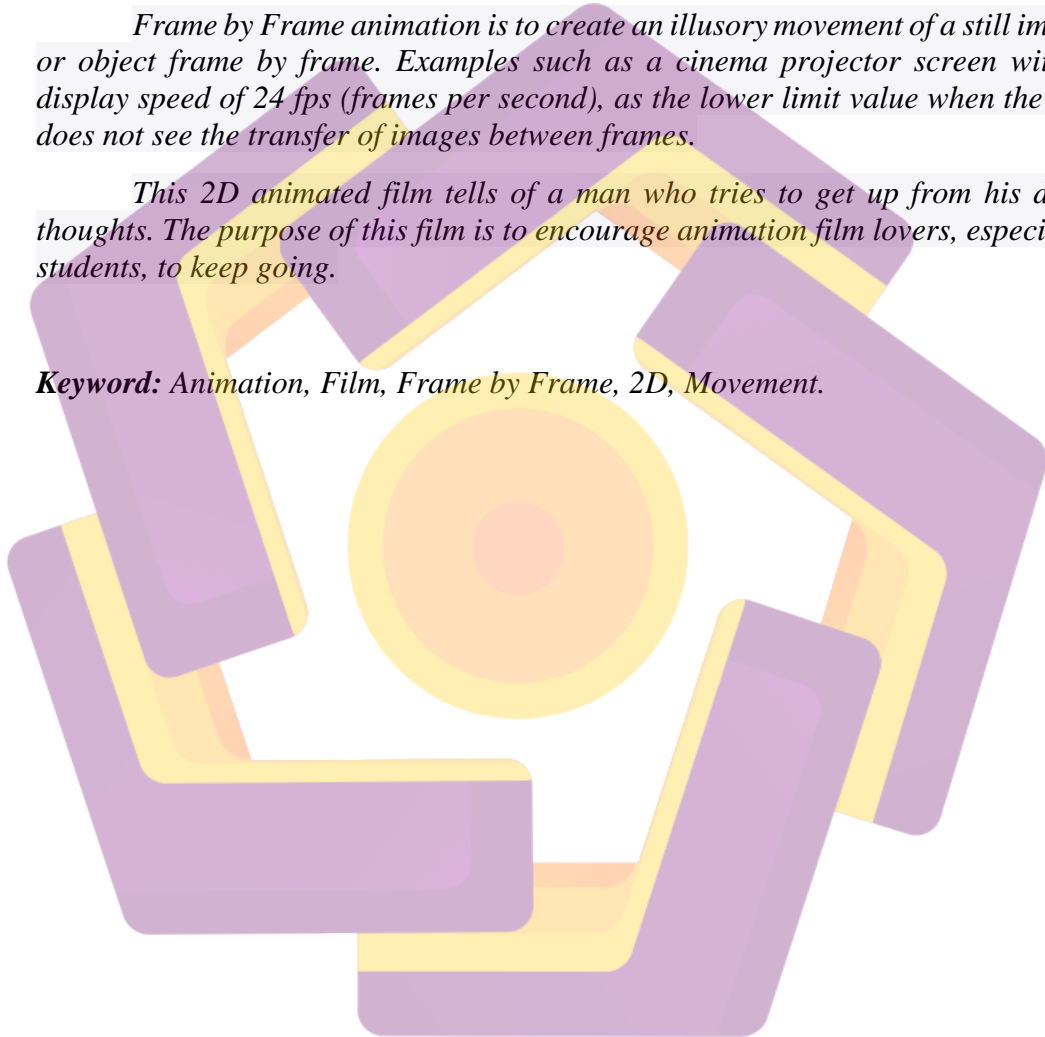 Frame by Frame animation is to create an illusory movement of a still im
or object frame by frame. Examples such as a cinema projector screen wi
display speed of 24 fps (frames per second), as the lower limit value when the
does not see the transfer of images between frames.
This 2D animated film tells of a man who tries to get up from his d
thoughts. The purpose of this film is to encourage animation film lovers, especi
students, to keep going.
Keyword: Animation, Film, Frame by Frame, 2D, Movement.